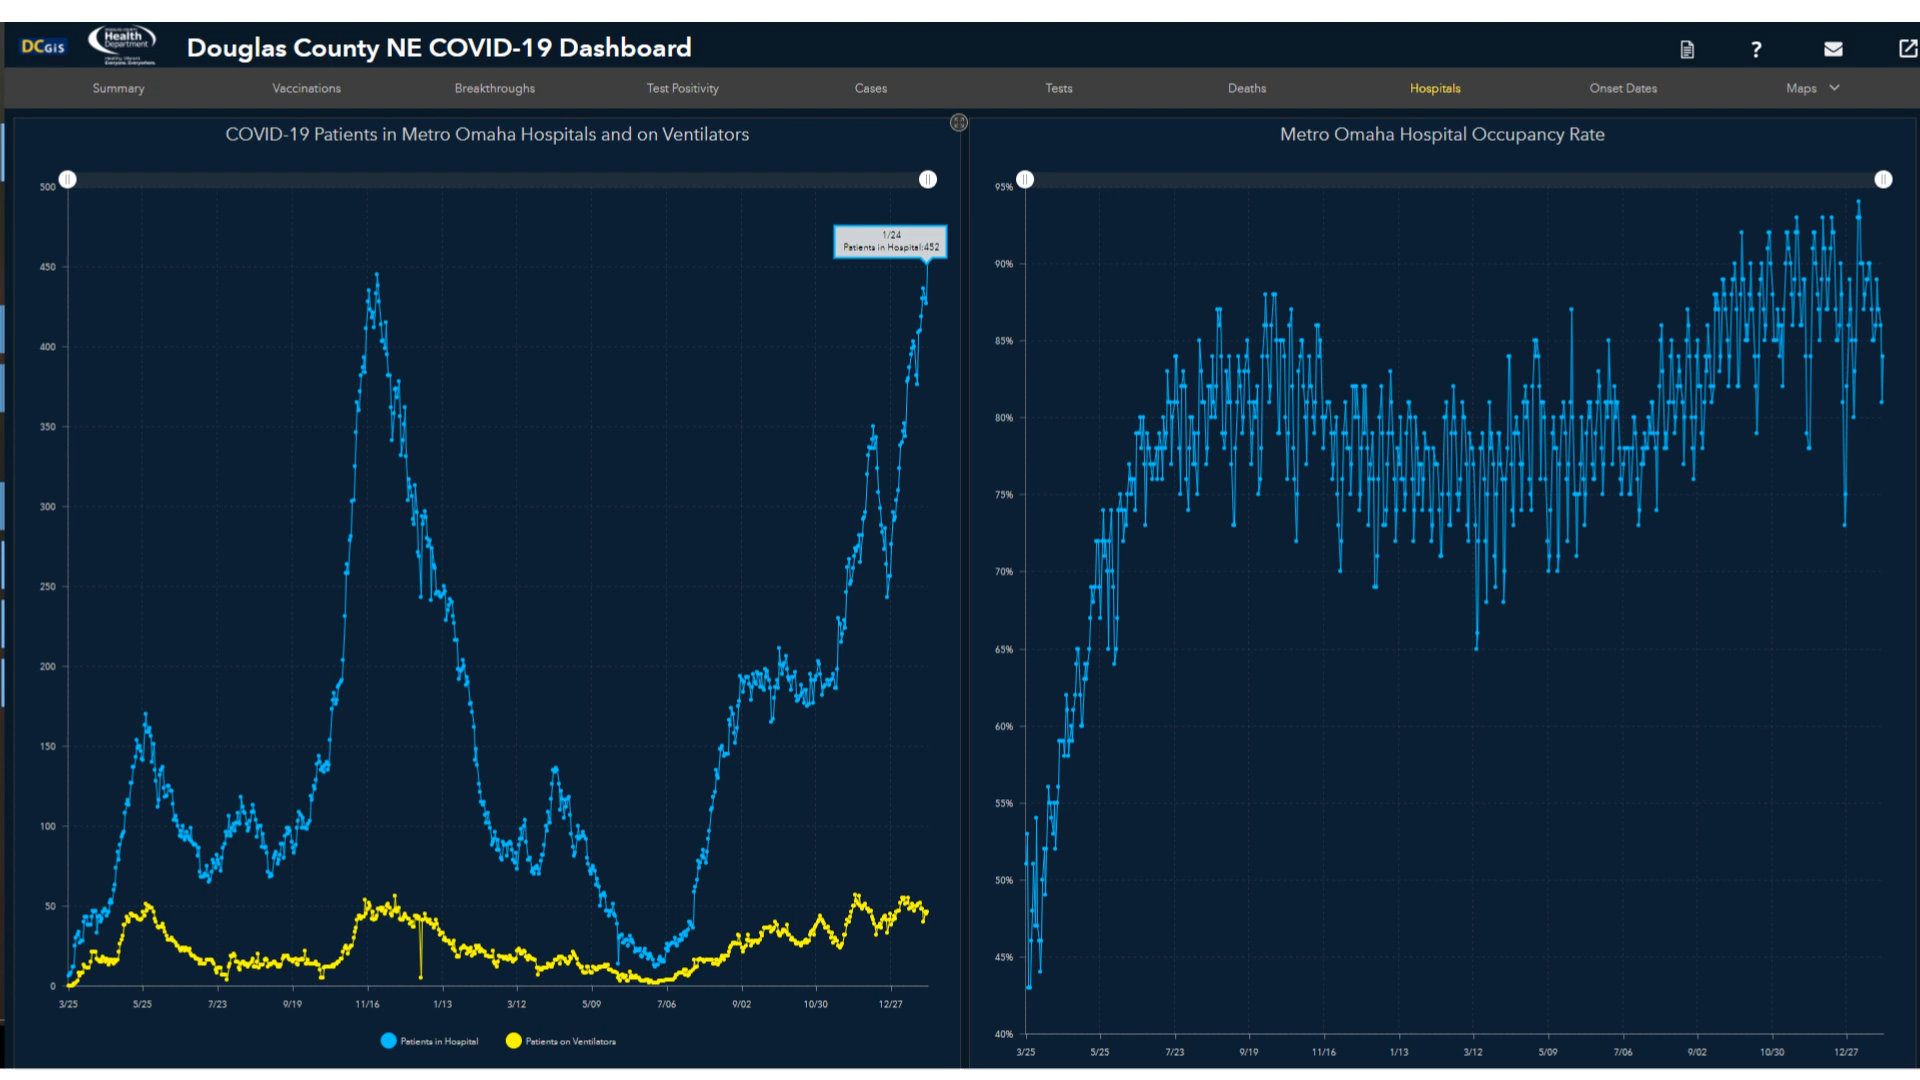 DCGIS
Health
Department
Douglas County NE COVID-19 Dashboard
?
Summary
Vaccinations
Breakthroughs
Test Positivity
Cases
Tests
Deaths
Hospitals
Onset Dates
Maps
COVID-19 Patients in Metro Omaha Hospitals and on Ventilators
500
450
400
350
300
250
200
150
100
50
0
1/24
Patients in Hospital:452
3/25
5/25
7/23
9/19
11/16
1/13
3/12
5/09
7/06
9/02
10/30
12/27
Patients in Hospital
Patients on Ventilators
Metro Omaha Hospital Occupancy Rate
95%
90%
85%
80%
75%
70%
65%
60%
55%
50%
45%
40%
3/25
5/25
7/23
9/19
11/16
1/13
3/12
5/09
7/06
9/02
10/30
12/27